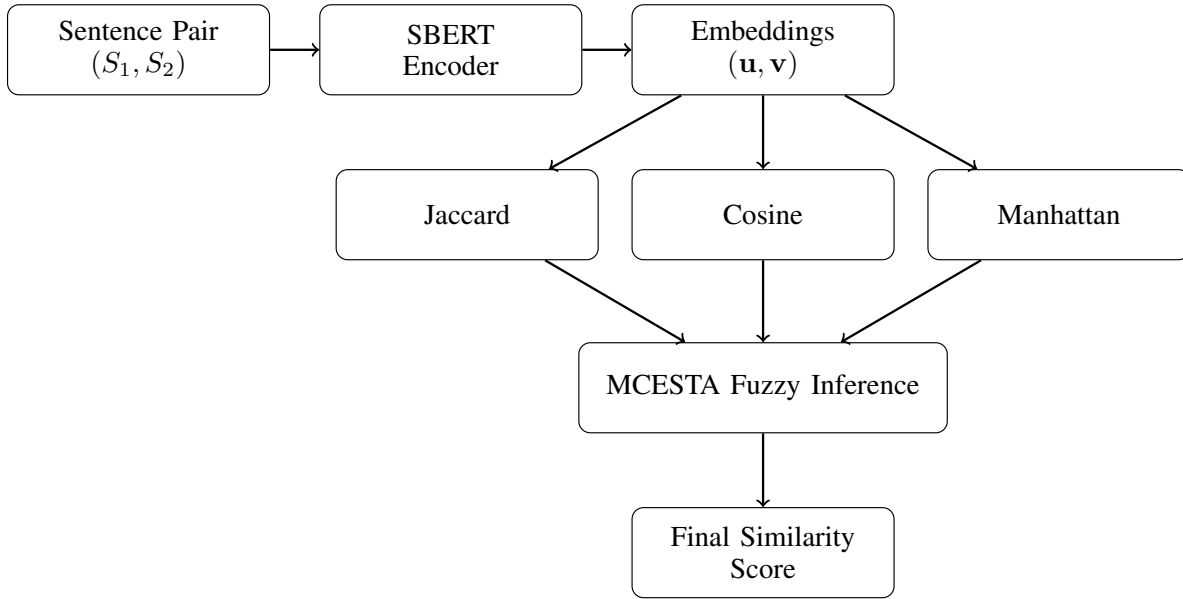 Sentence Pair
(S₁, S₂)
SBERT
Encoder
Embeddings
(u, v)
Jaccard
Cosine
Manhattan
MCESTA Fuzzy Inference
Final Similarity
Score